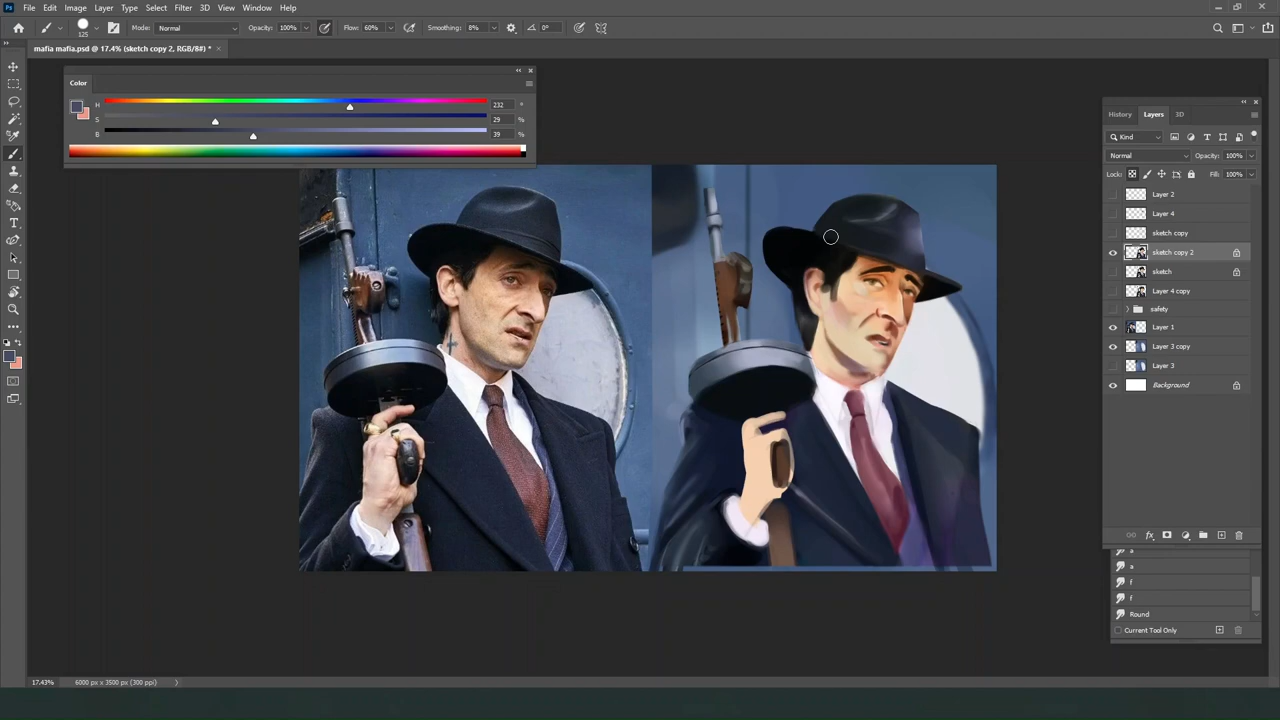 Ps File Edit Image Layer Type Select Filter 3D View Window Help
125 Mode: Normal Opacity: 100% Flow: 60% Smoothing: 8% 0°
mafia mafia.psd @ 17.4% (sketch copy 2, RGB/8#) * ×
Color
H 232 °
S 29 %
B 39 %
History Layers 3D
Kind
Normal Opacity: 100%
Lock: Fill: 100%
Layer 2
Layer 4
sketch copy
sketch copy 2
sketch
Layer 4 copy
safety
Layer 1
Layer 3 copy
Layer 3
Background
fx
a
a
f
f
Round
Current Tool Only
17.43% 6000 px x 3500 px (300 ppi)